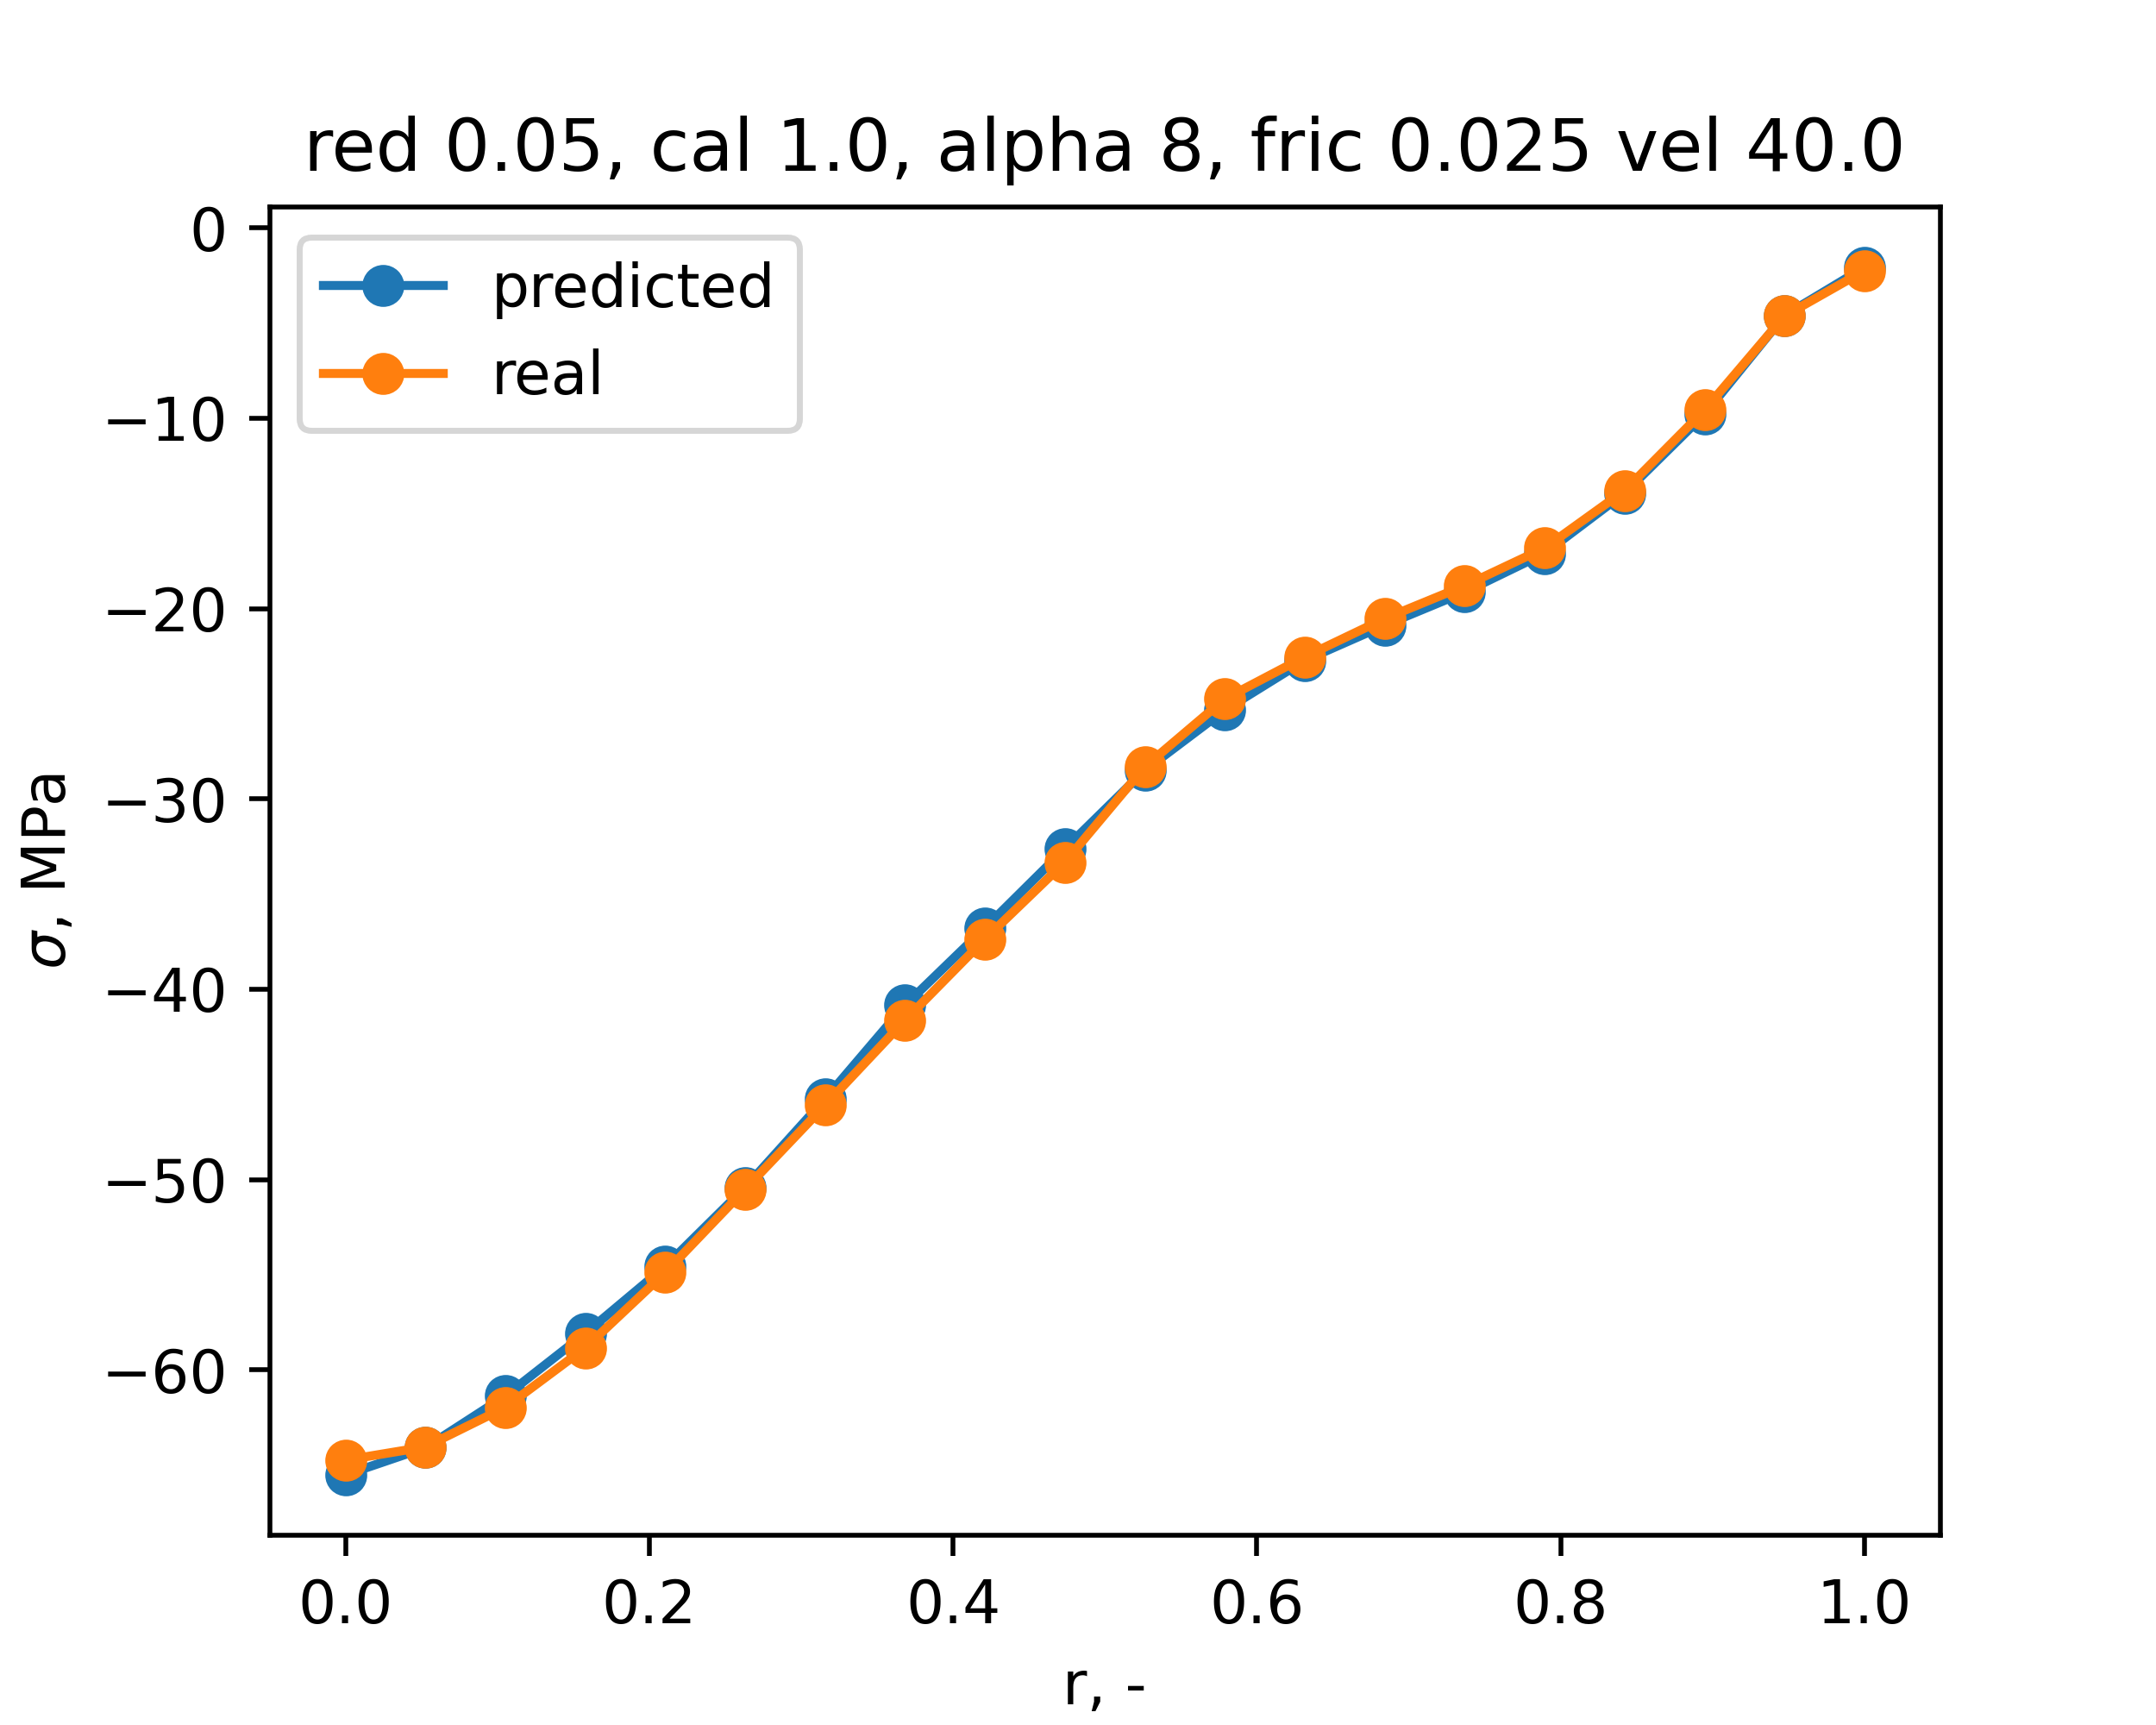 red 0.05, cal 1.0, alpha 8, fric 0.025 vel 40.0
predicted
real
0
−10
−20
−30
−40
−50
−60
σ, MPa
0.0 0.2 0.4 0.6 0.8 1.0
r, -